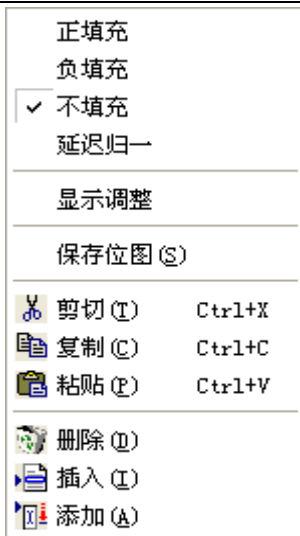 正填充
负填充
不填充
延迟归一
显示调整
保存位图(S)
剪切(T) Ctrl+X
复制(C) Ctrl+C
粘贴(P) Ctrl+V
删除(D)
插入(I)
添加(A)